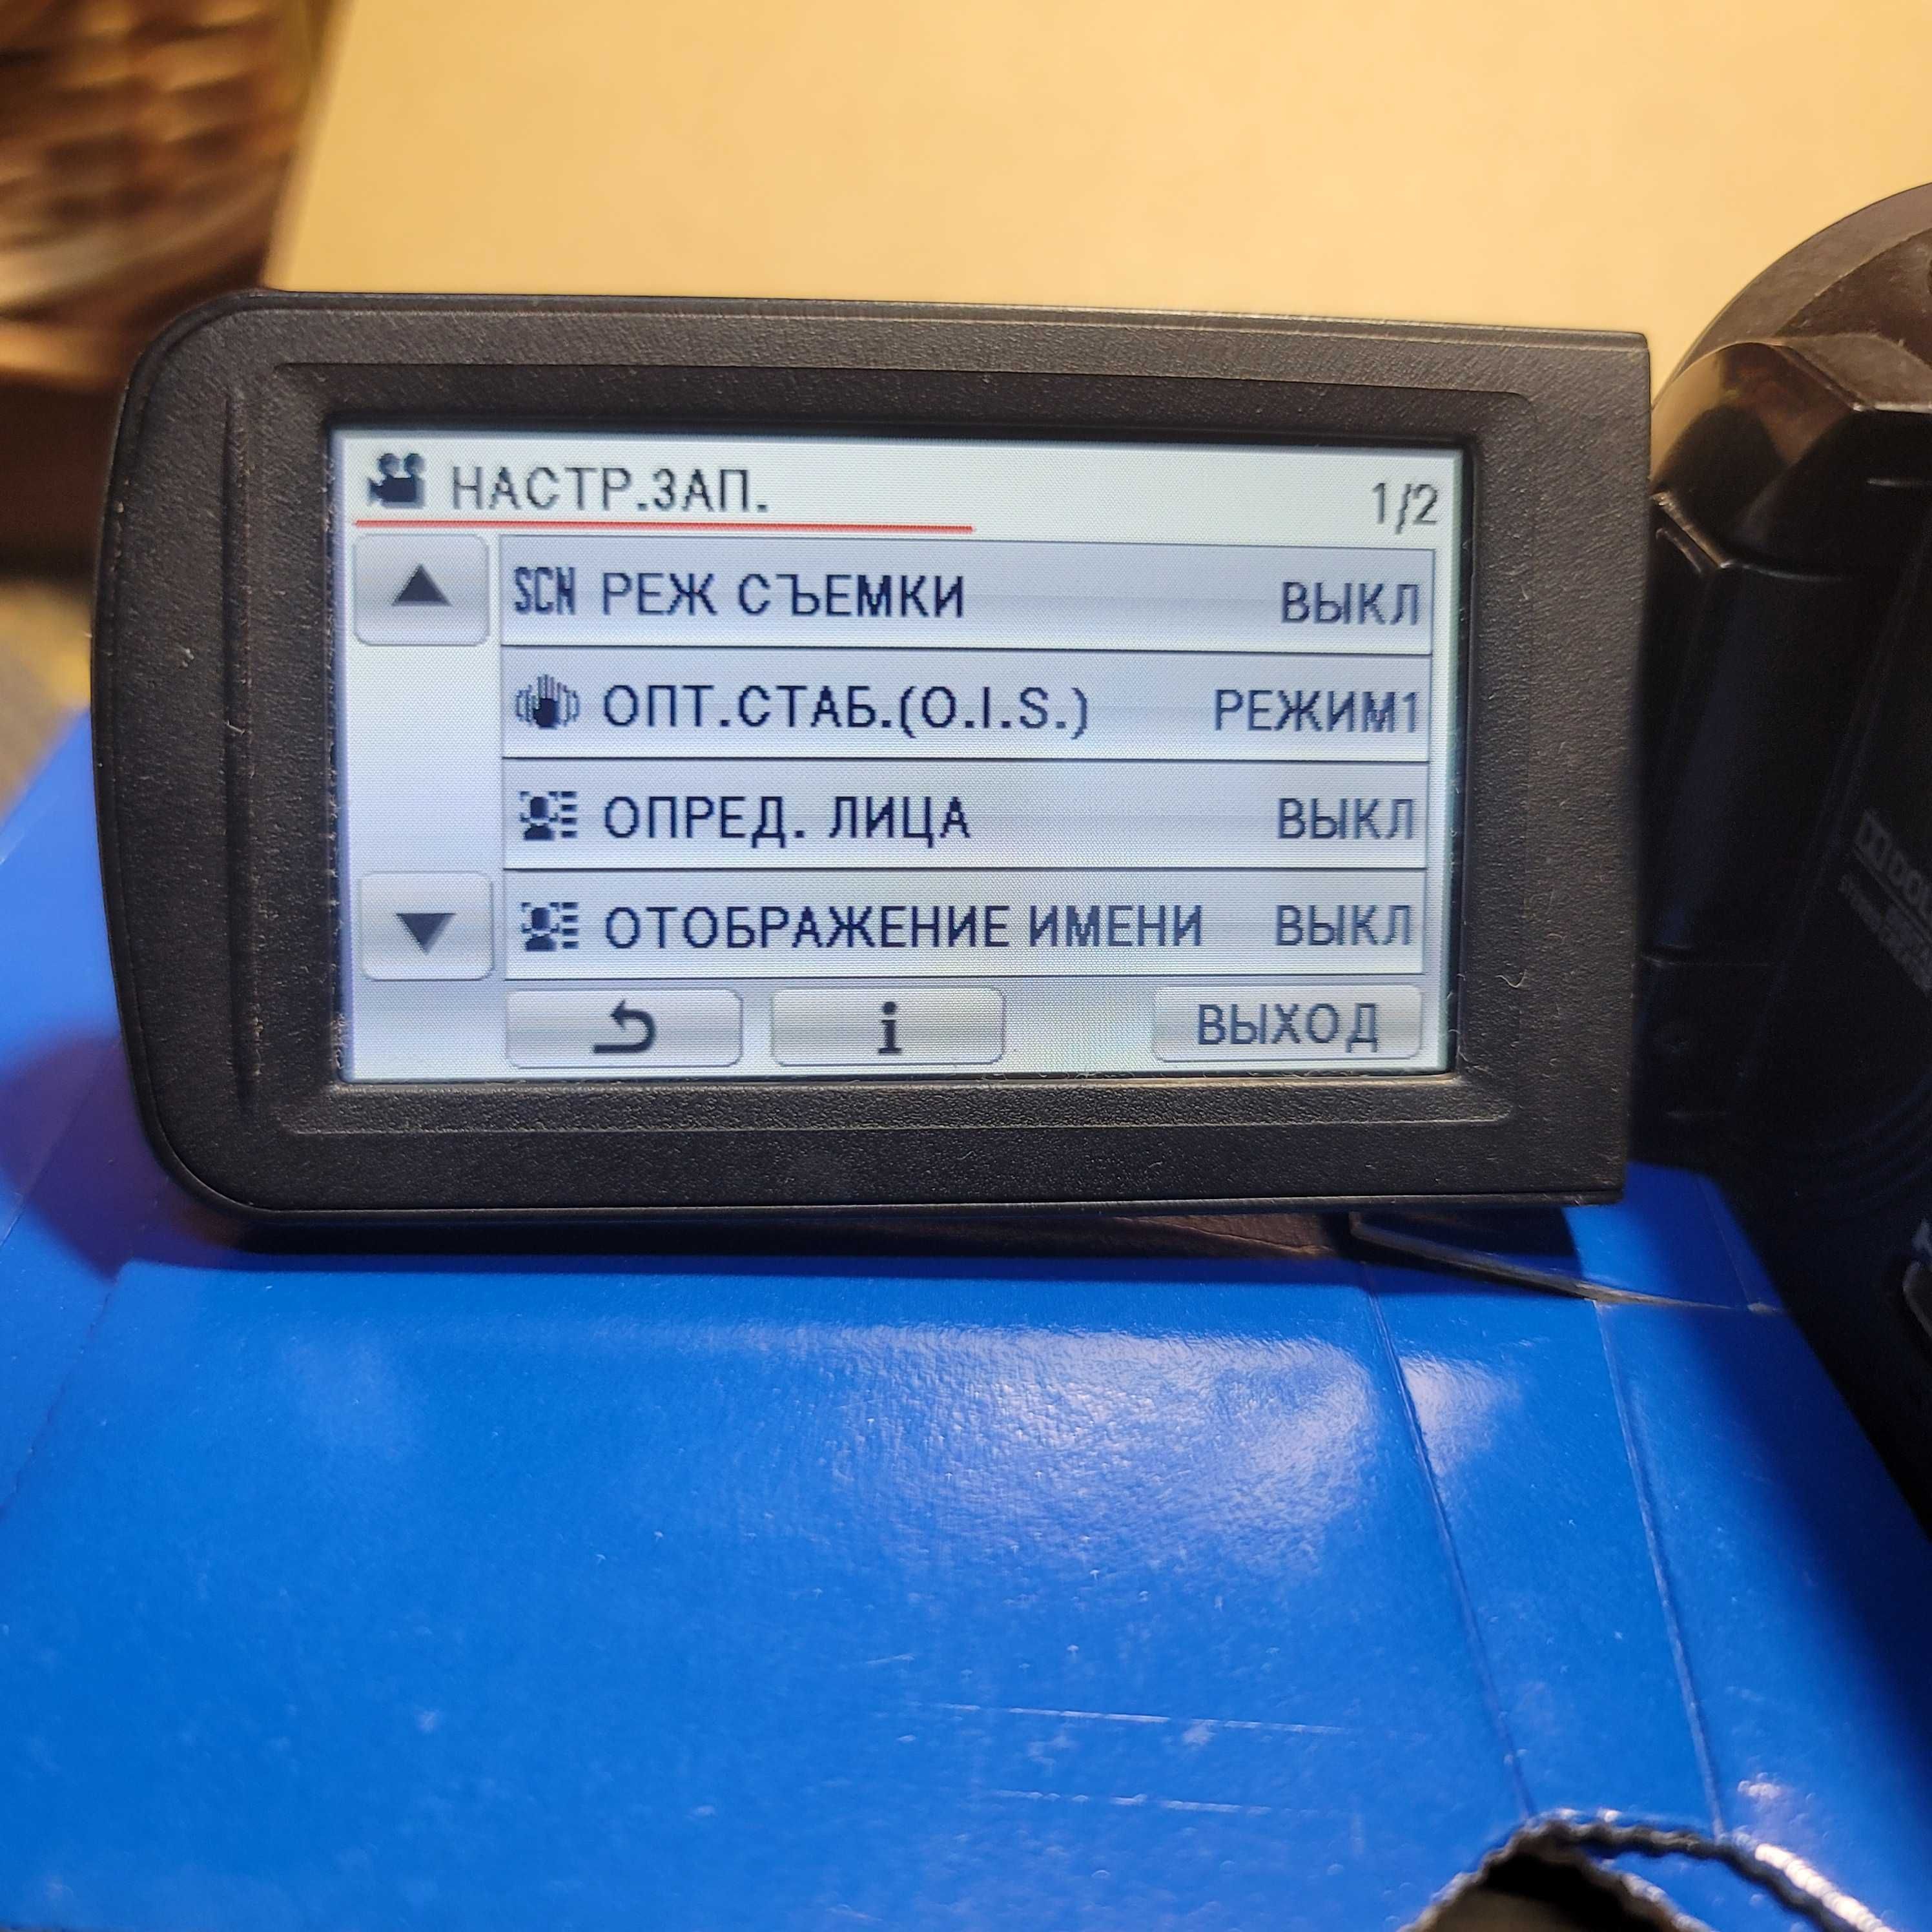 НАСТР.ЗАП. 1/2
SCN РЕЖ СЪЕМКИ ВЫКЛ
ОПТ.СТАБ.(O.I.S.) РЕЖИМ1
ОПРЕД. ЛИЦА ВЫКЛ
ОТОБРАЖЕНИЕ ИМЕНИ ВЫКЛ
i ВЫХОД